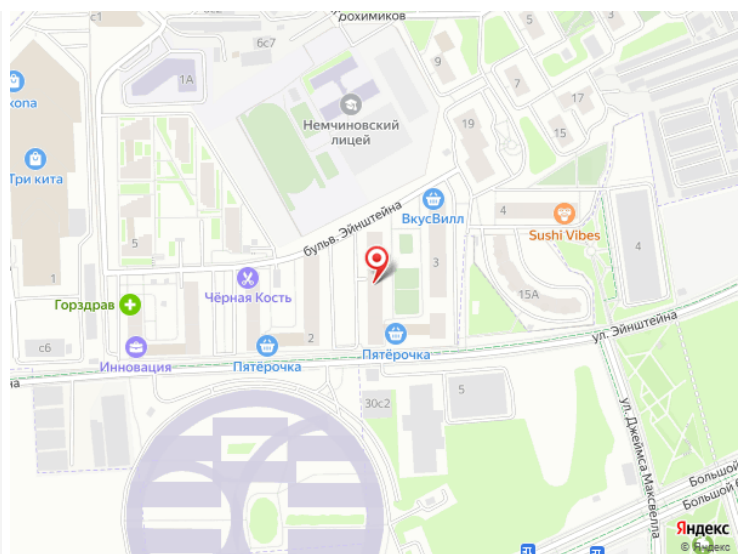 рохимиков
с1
6с7
9
1А
7
копа
17
19
15
Немчиновский
лицей
Три кита
бульв. Эйнштейна
ВкусВилл
4
Sushi Vibes
5
3
4
1
Чёрная Кость
15А
Горздрав
2
ул. Эйнштейна
с6
Инновация
Пятёрочка
Пятёрочка
на
30с2
5
ул. Джеймса Максвелла
Большой
Большой б
Яндекс
© Яндекс